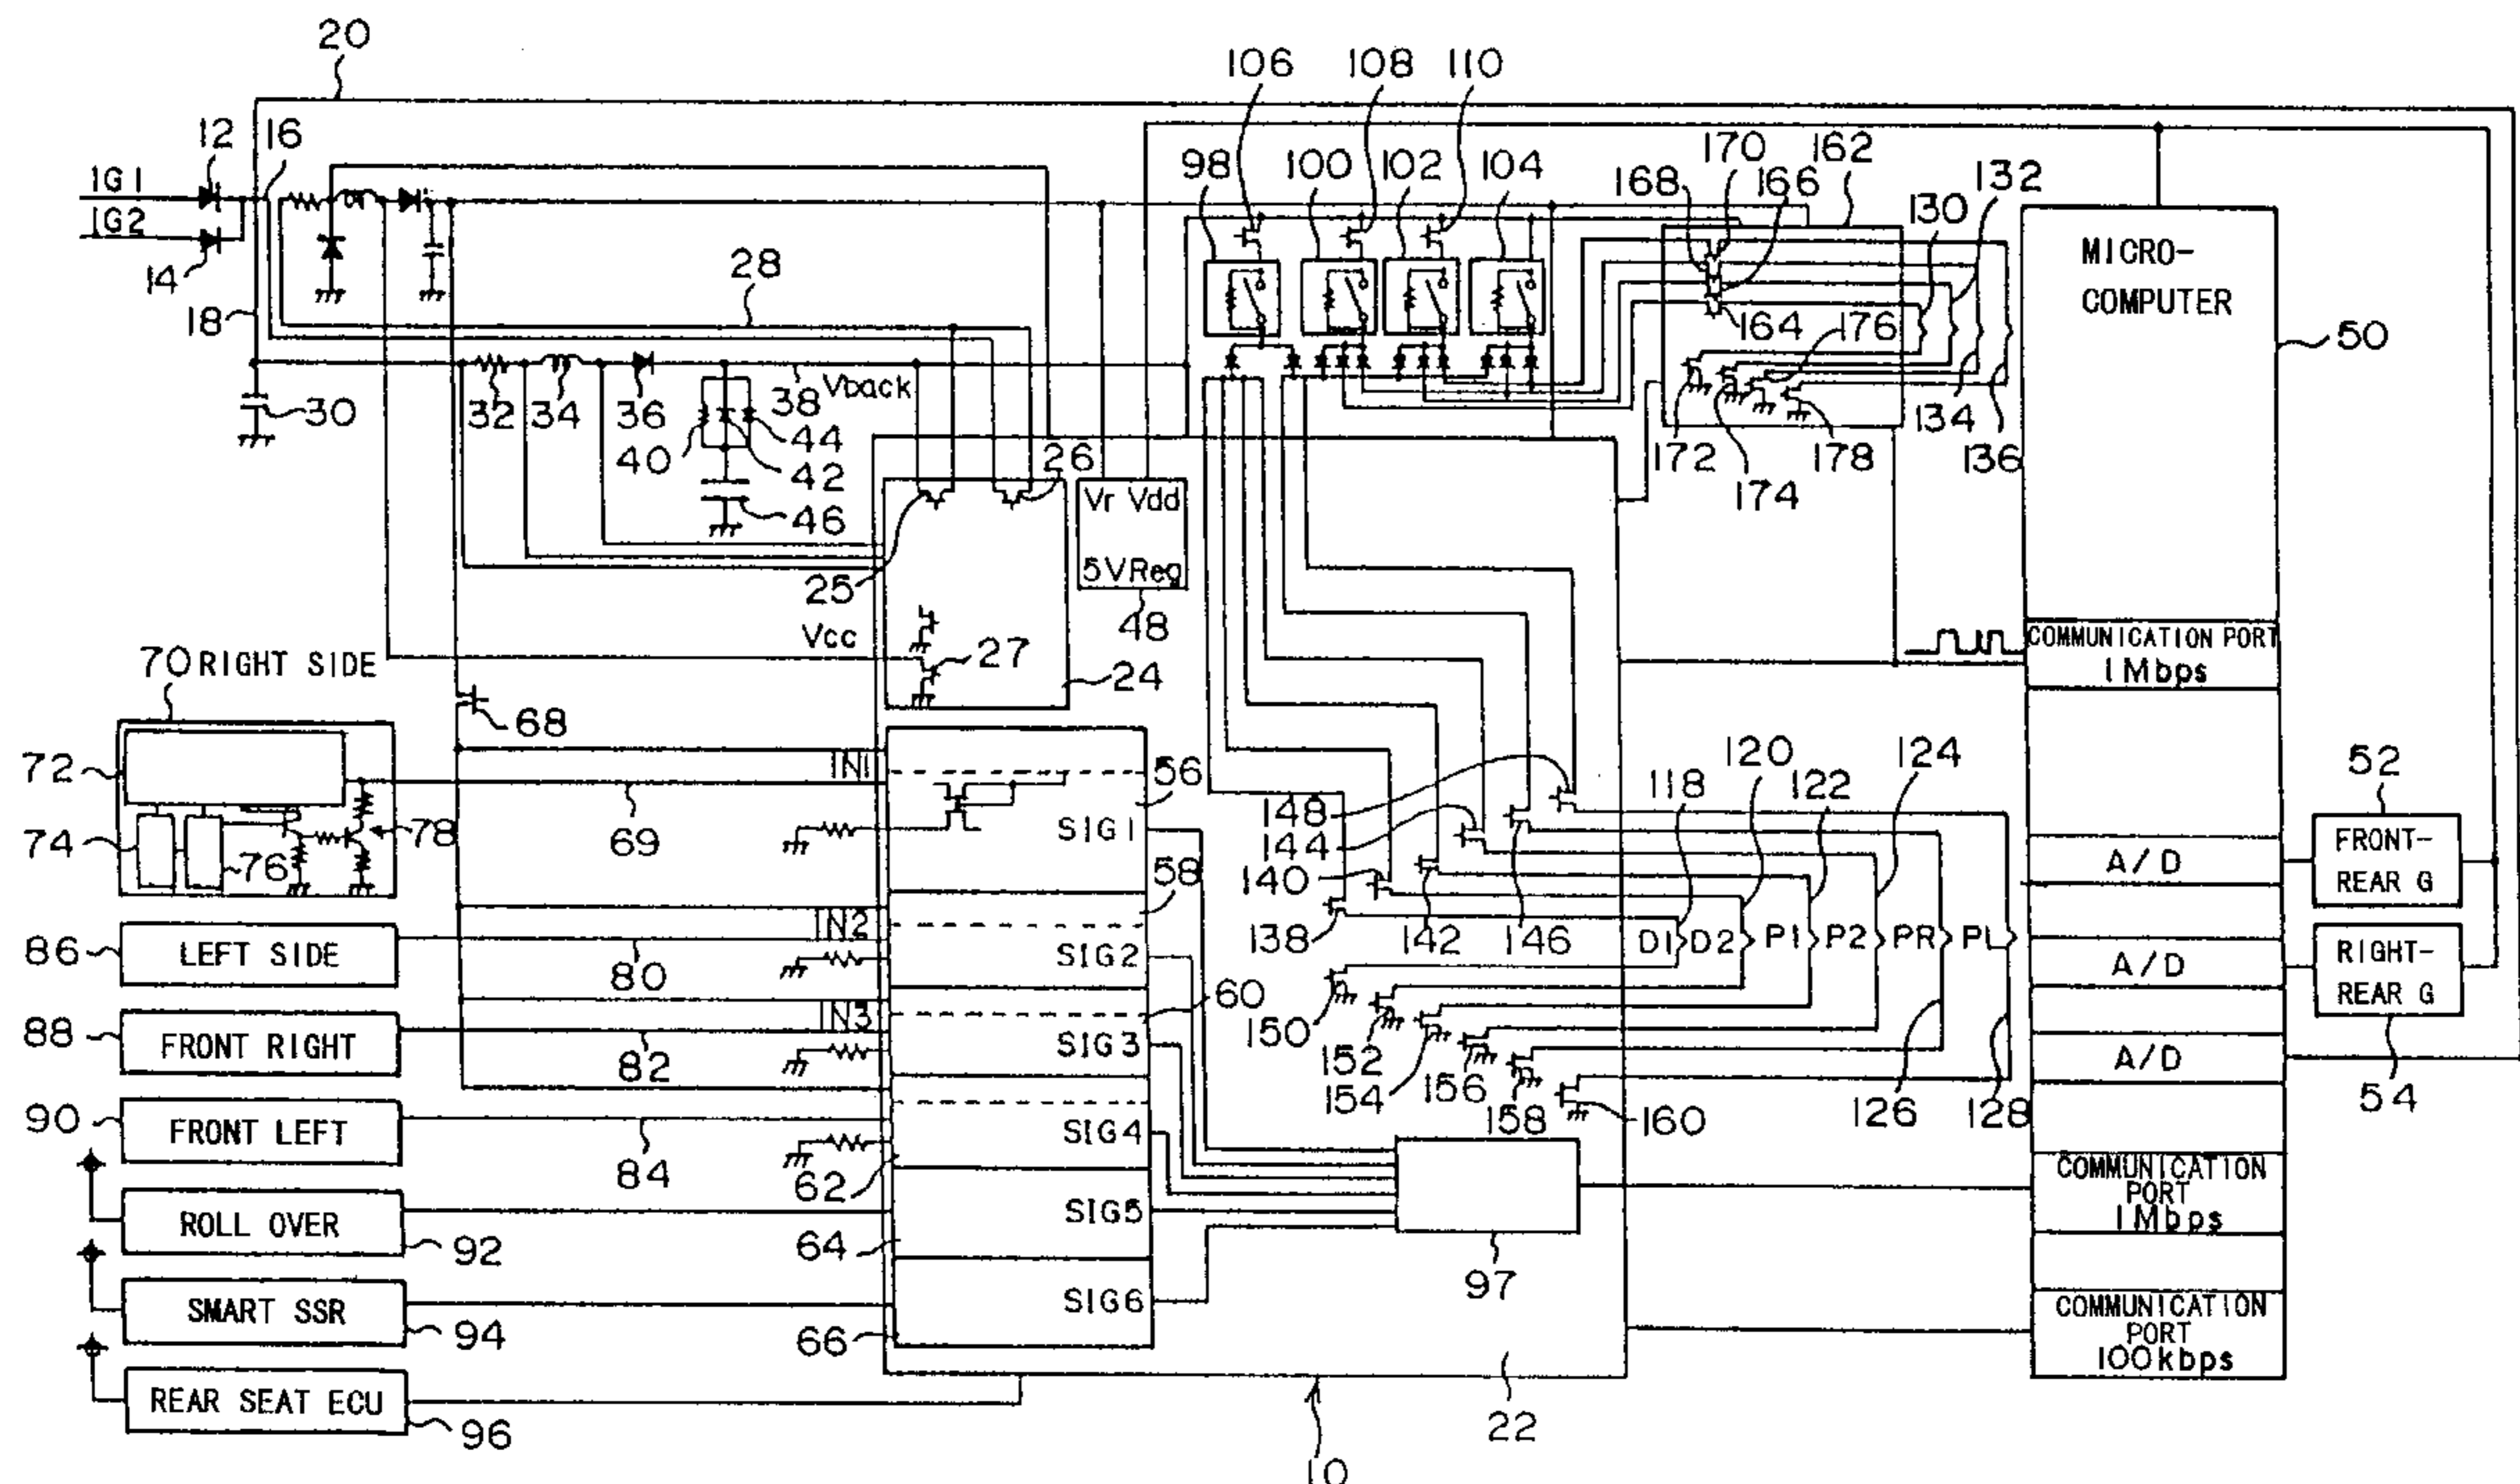 20
106 108 110
12 16
98 100 102 104
170 162
168 166 132
130
IG1
IG2
14
18
28
164 176
MICRO-
COMPUTER
50
30
32 34 36
38
Vback
40 42 44
46
26
25
Vr Vdd
5VReg
48
172 174 178 134 136
Vcc
27
24
COMMUNICATION PORT
1Mbps
70 RIGHT SIDE
68
72
74
76
78
69
IN1
56
SIG1
148
144
140
138
142
146
118
120
122
124
52
FRONT-
REAR G
A/D
58
IN2
SIG2
86
LEFT SIDE
80
D1 D2 P1 P2 PR PL
A/D
RIGHT-
REAR G
54
60
IN3
SIG3
88
FRONT RIGHT
82
150
152
154
156
158
160
126
128
A/D
90
FRONT LEFT
84
62
SIG4
COMMUNICATION
PORT
1Mbps
ROLL OVER
92
64
SIG5
97
SMART SSR
94
66
SIG6
COMMUNICATION
PORT
100kbps
REAR SEAT ECU
96
10
22